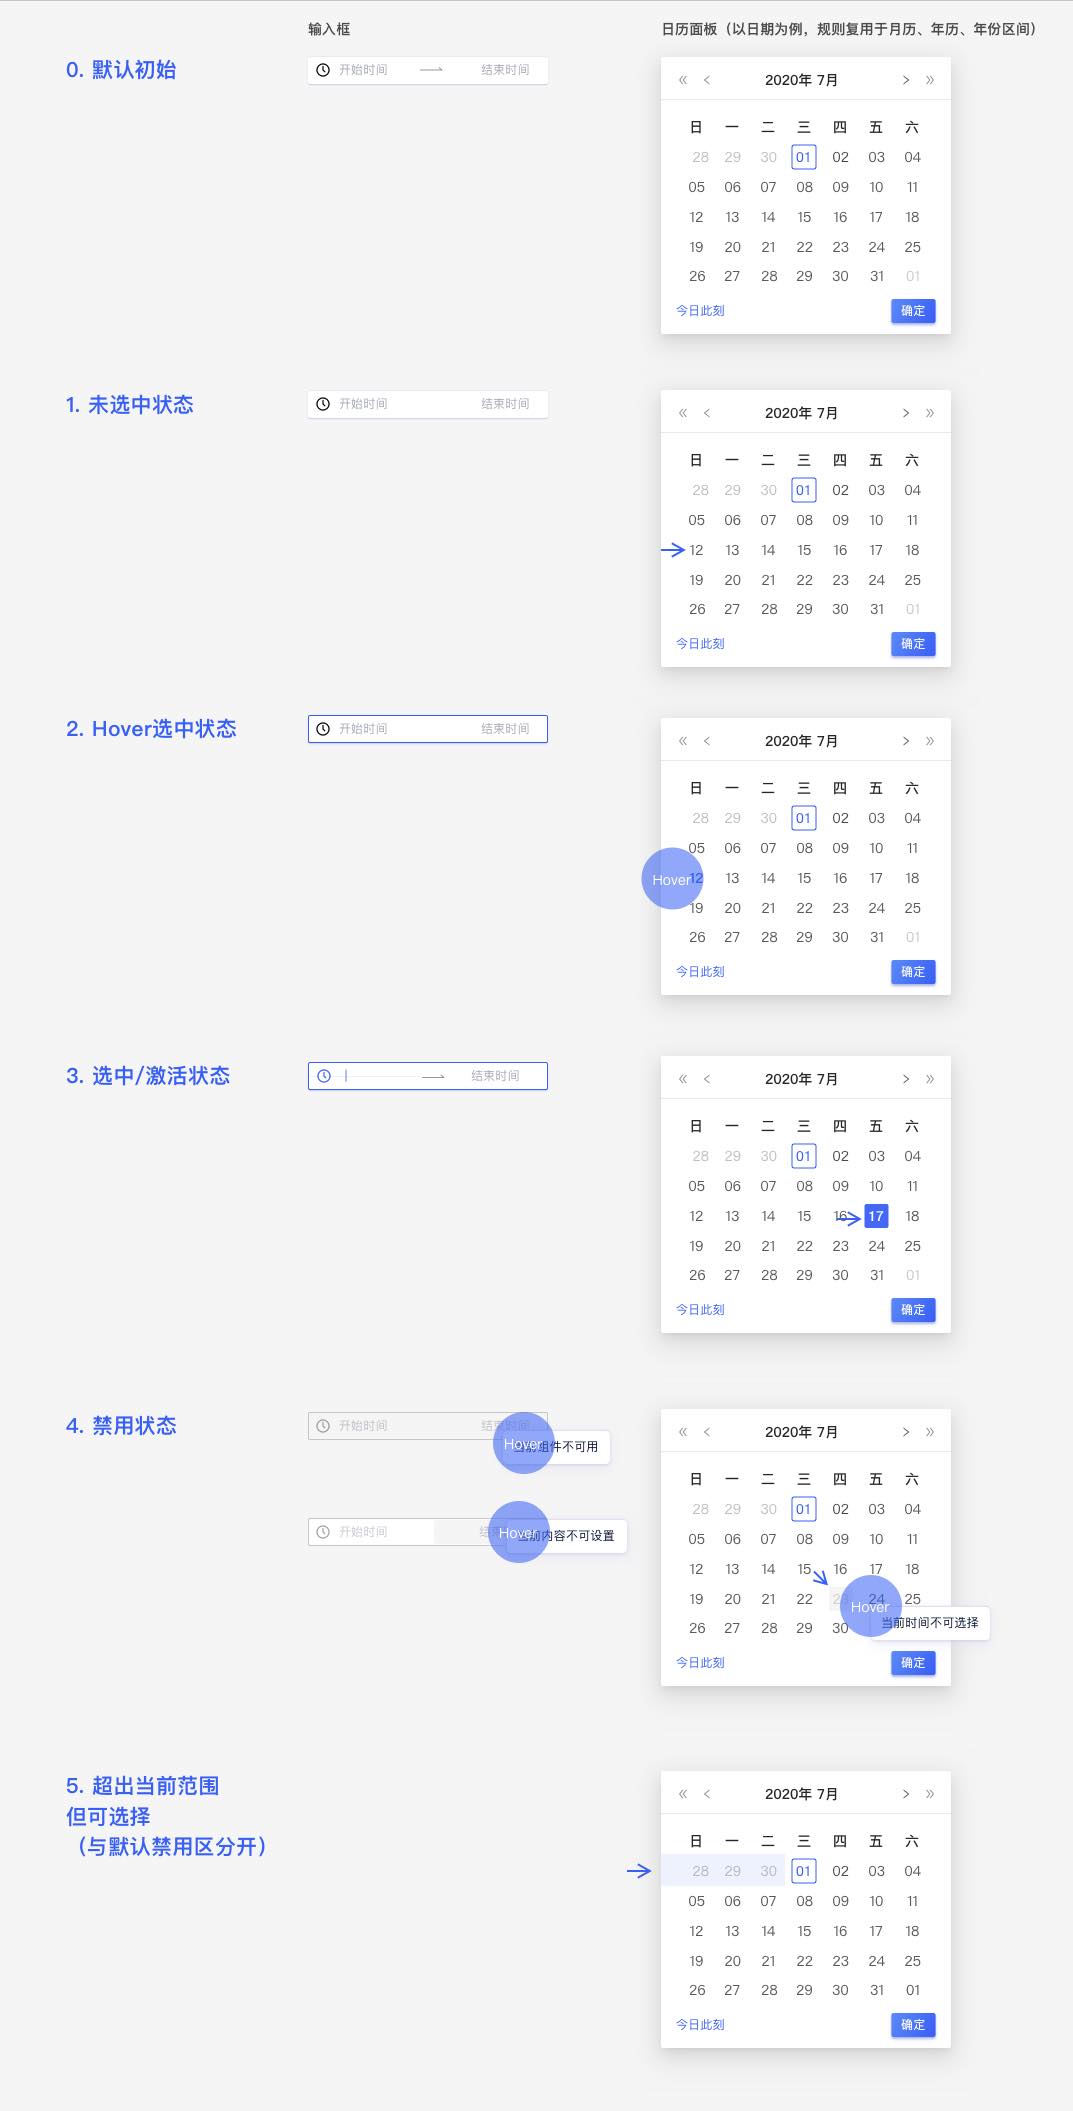 输入框
日历面板（以日期为例，规则复用于月历、年历、年份区间）
0. 默认初始
开始时间 结束时间
« < 2020年 7月 > »
日 一 二 三 四 五 六
28 29 30 01 02 03 04
05 06 07 08 09 10 11
12 13 14 15 16 17 18
19 20 21 22 23 24 25
26 27 28 29 30 31 01
今日此刻 确定
1. 未选中状态
开始时间 结束时间
« < 2020年 7月 > »
日 一 二 三 四 五 六
28 29 30 01 02 03 04
05 06 07 08 09 10 11
12 13 14 15 16 17 18
19 20 21 22 23 24 25
26 27 28 29 30 31 01
今日此刻 确定
2. Hover选中状态
开始时间 结束时间
« < 2020年 7月 > »
日 一 二 三 四 五 六
28 29 30 01 02 03 04
05 06 07 08 09 10 11
Hover 12 13 14 15 16 17 18
19 20 21 22 23 24 25
26 27 28 29 30 31 01
今日此刻 确定
3. 选中/激活状态
结束时间
« < 2020年 7月 > »
日 一 二 三 四 五 六
28 29 30 01 02 03 04
05 06 07 08 09 10 11
12 13 14 15 16 17 18
19 20 21 22 23 24 25
26 27 28 29 30 31 01
今日此刻 确定
4. 禁用状态
开始时间 结束时间
Hover 当前组件不可用
开始时间 结
Hover 当前内容不可设置
« < 2020年 7月 > »
日 一 二 三 四 五 六
28 29 30 01 02 03 04
05 06 07 08 09 10 11
12 13 14 15 16 17 18
19 20 21 22 23 24 25
Hover
当前时间不可选择
26 27 28 29 30
今日此刻 确定
5. 超出当前范围
但可选择
（与默认禁用区分开）
« < 2020年 7月 > »
日 一 二 三 四 五 六
28 29 30 01 02 03 04
05 06 07 08 09 10 11
12 13 14 15 16 17 18
19 20 21 22 23 24 25
26 27 28 29 30 31 01
今日此刻 确定